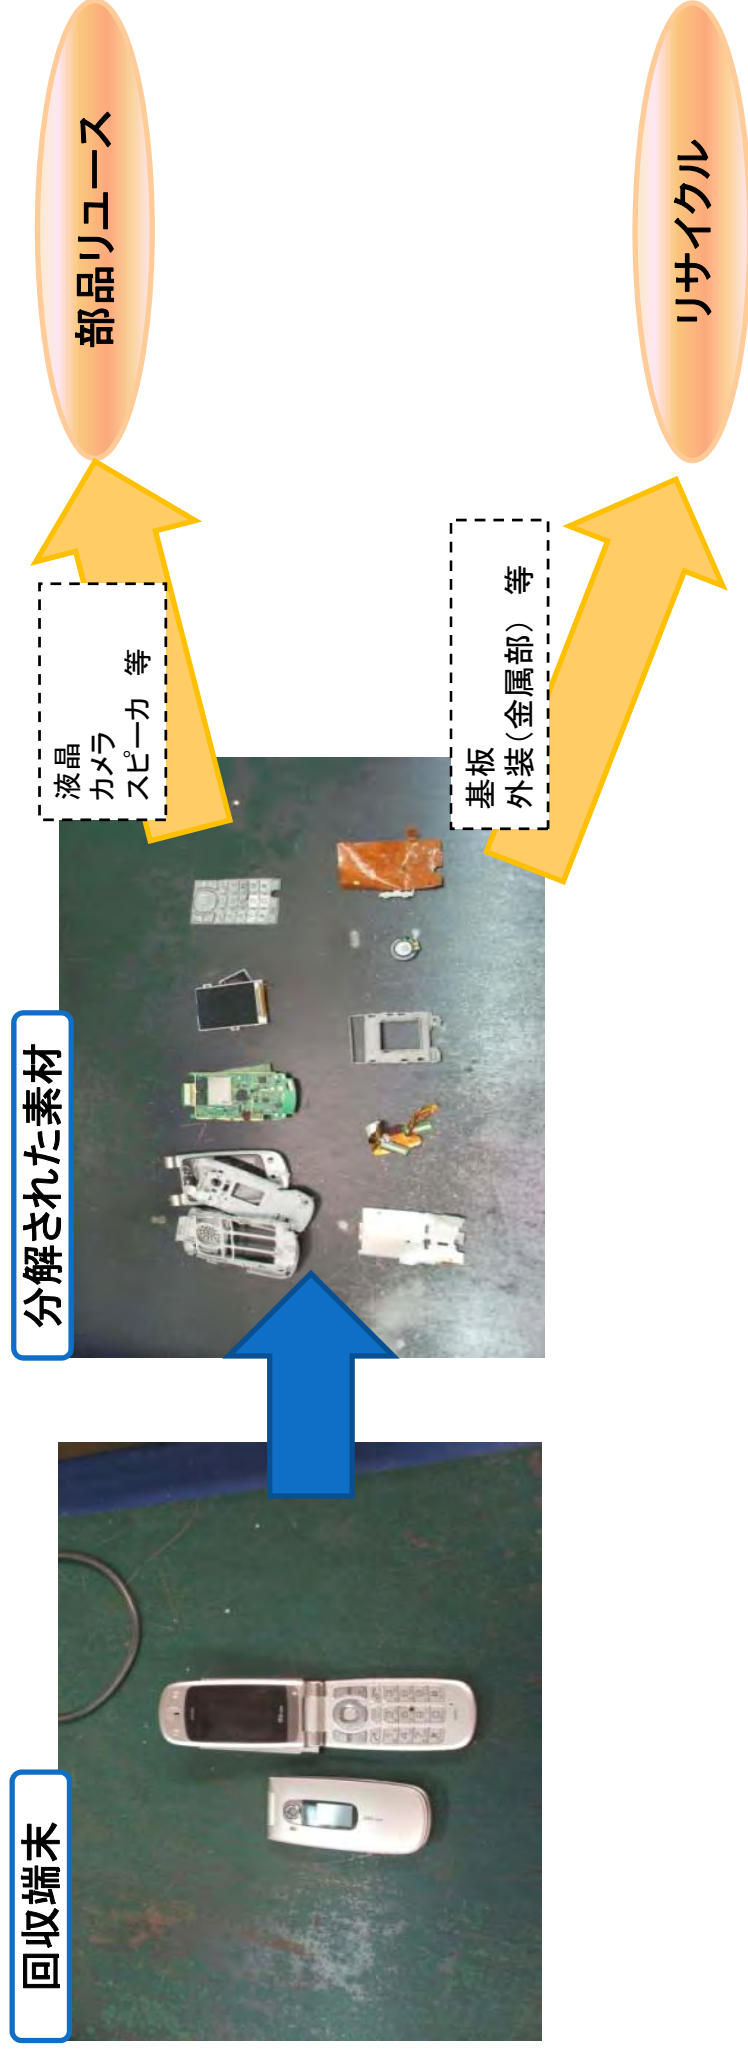 回収端末
分解された素材
液晶
カメラ
スピーカ 等
部品リユース
基板
外装(金属部) 等
リサイクル